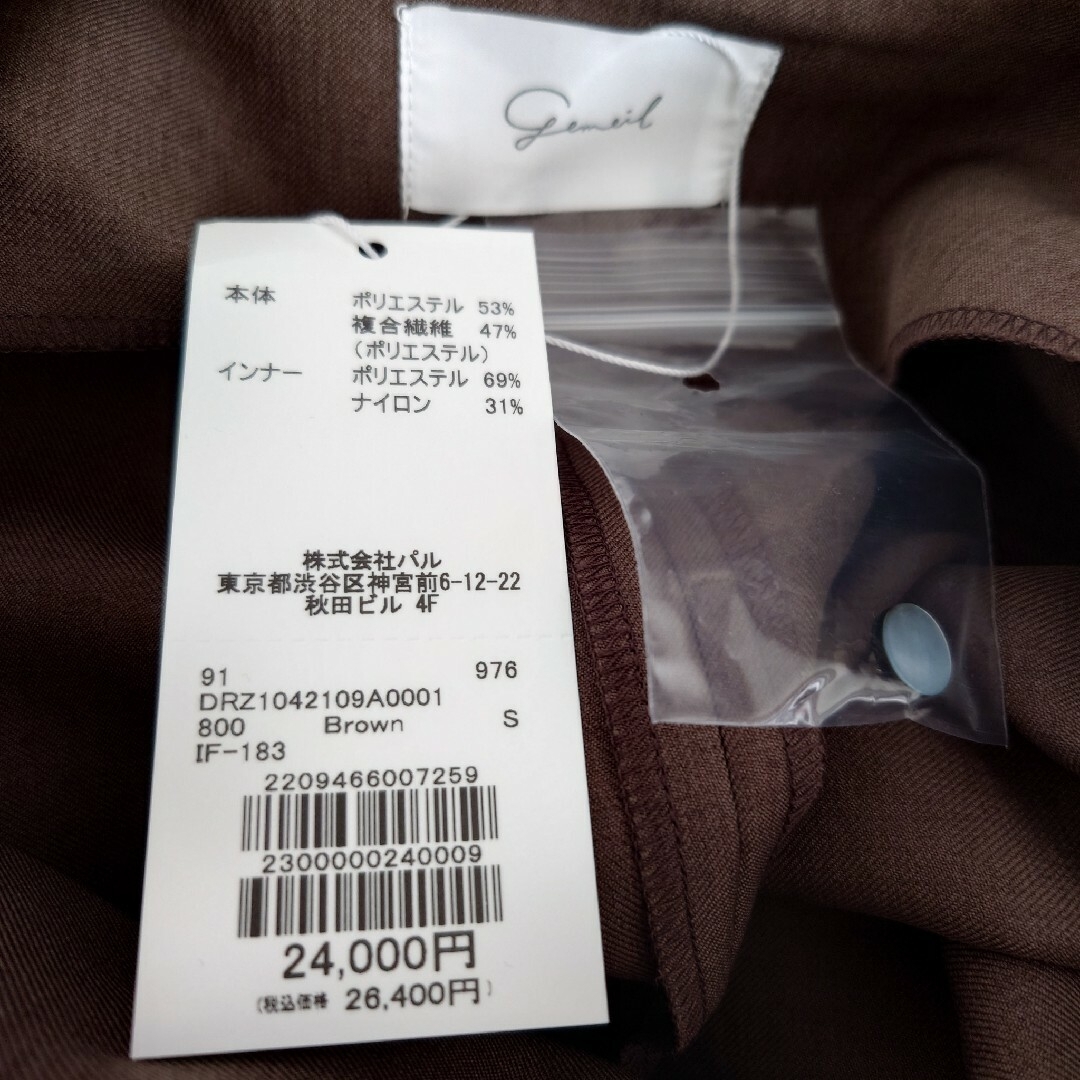 Gemeil
本体 ポリエステル 53%
複合繊維 47%
(ポリエステル)
インナー ポリエステル 69%
ナイロン 31%
株式会社パル
東京都渋谷区神宮前6-12-22
秋田ビル 4F
91 976
DRZ1042109A0001
800 Brown S
IF-183
2209466007259
2300000240009
24,000円
(税込価格 26,400円)